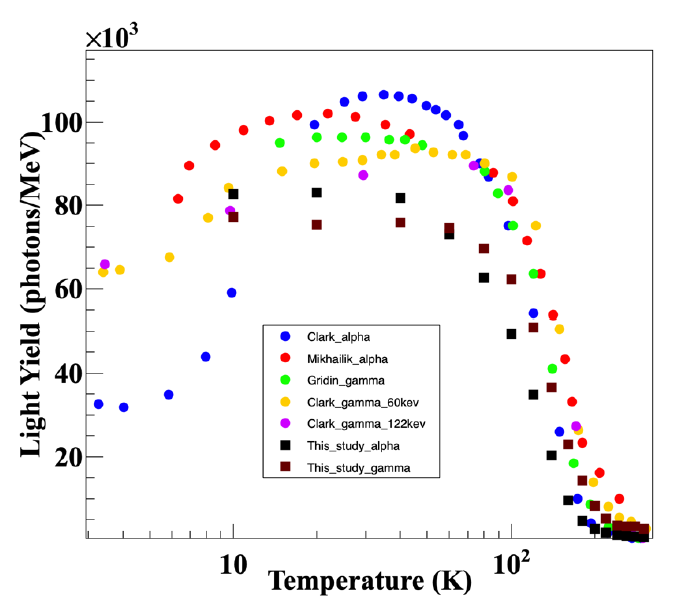 ×10³
100
80
60
40
20
Light Yield (photons/MeV)
Clark_alpha
Mikhailik_alpha
Gridin_gamma
Clark_gamma_60kev
Clark_gamma_122kev
This_study_alpha
This_study_gamma
10
10²
Temperature (K)